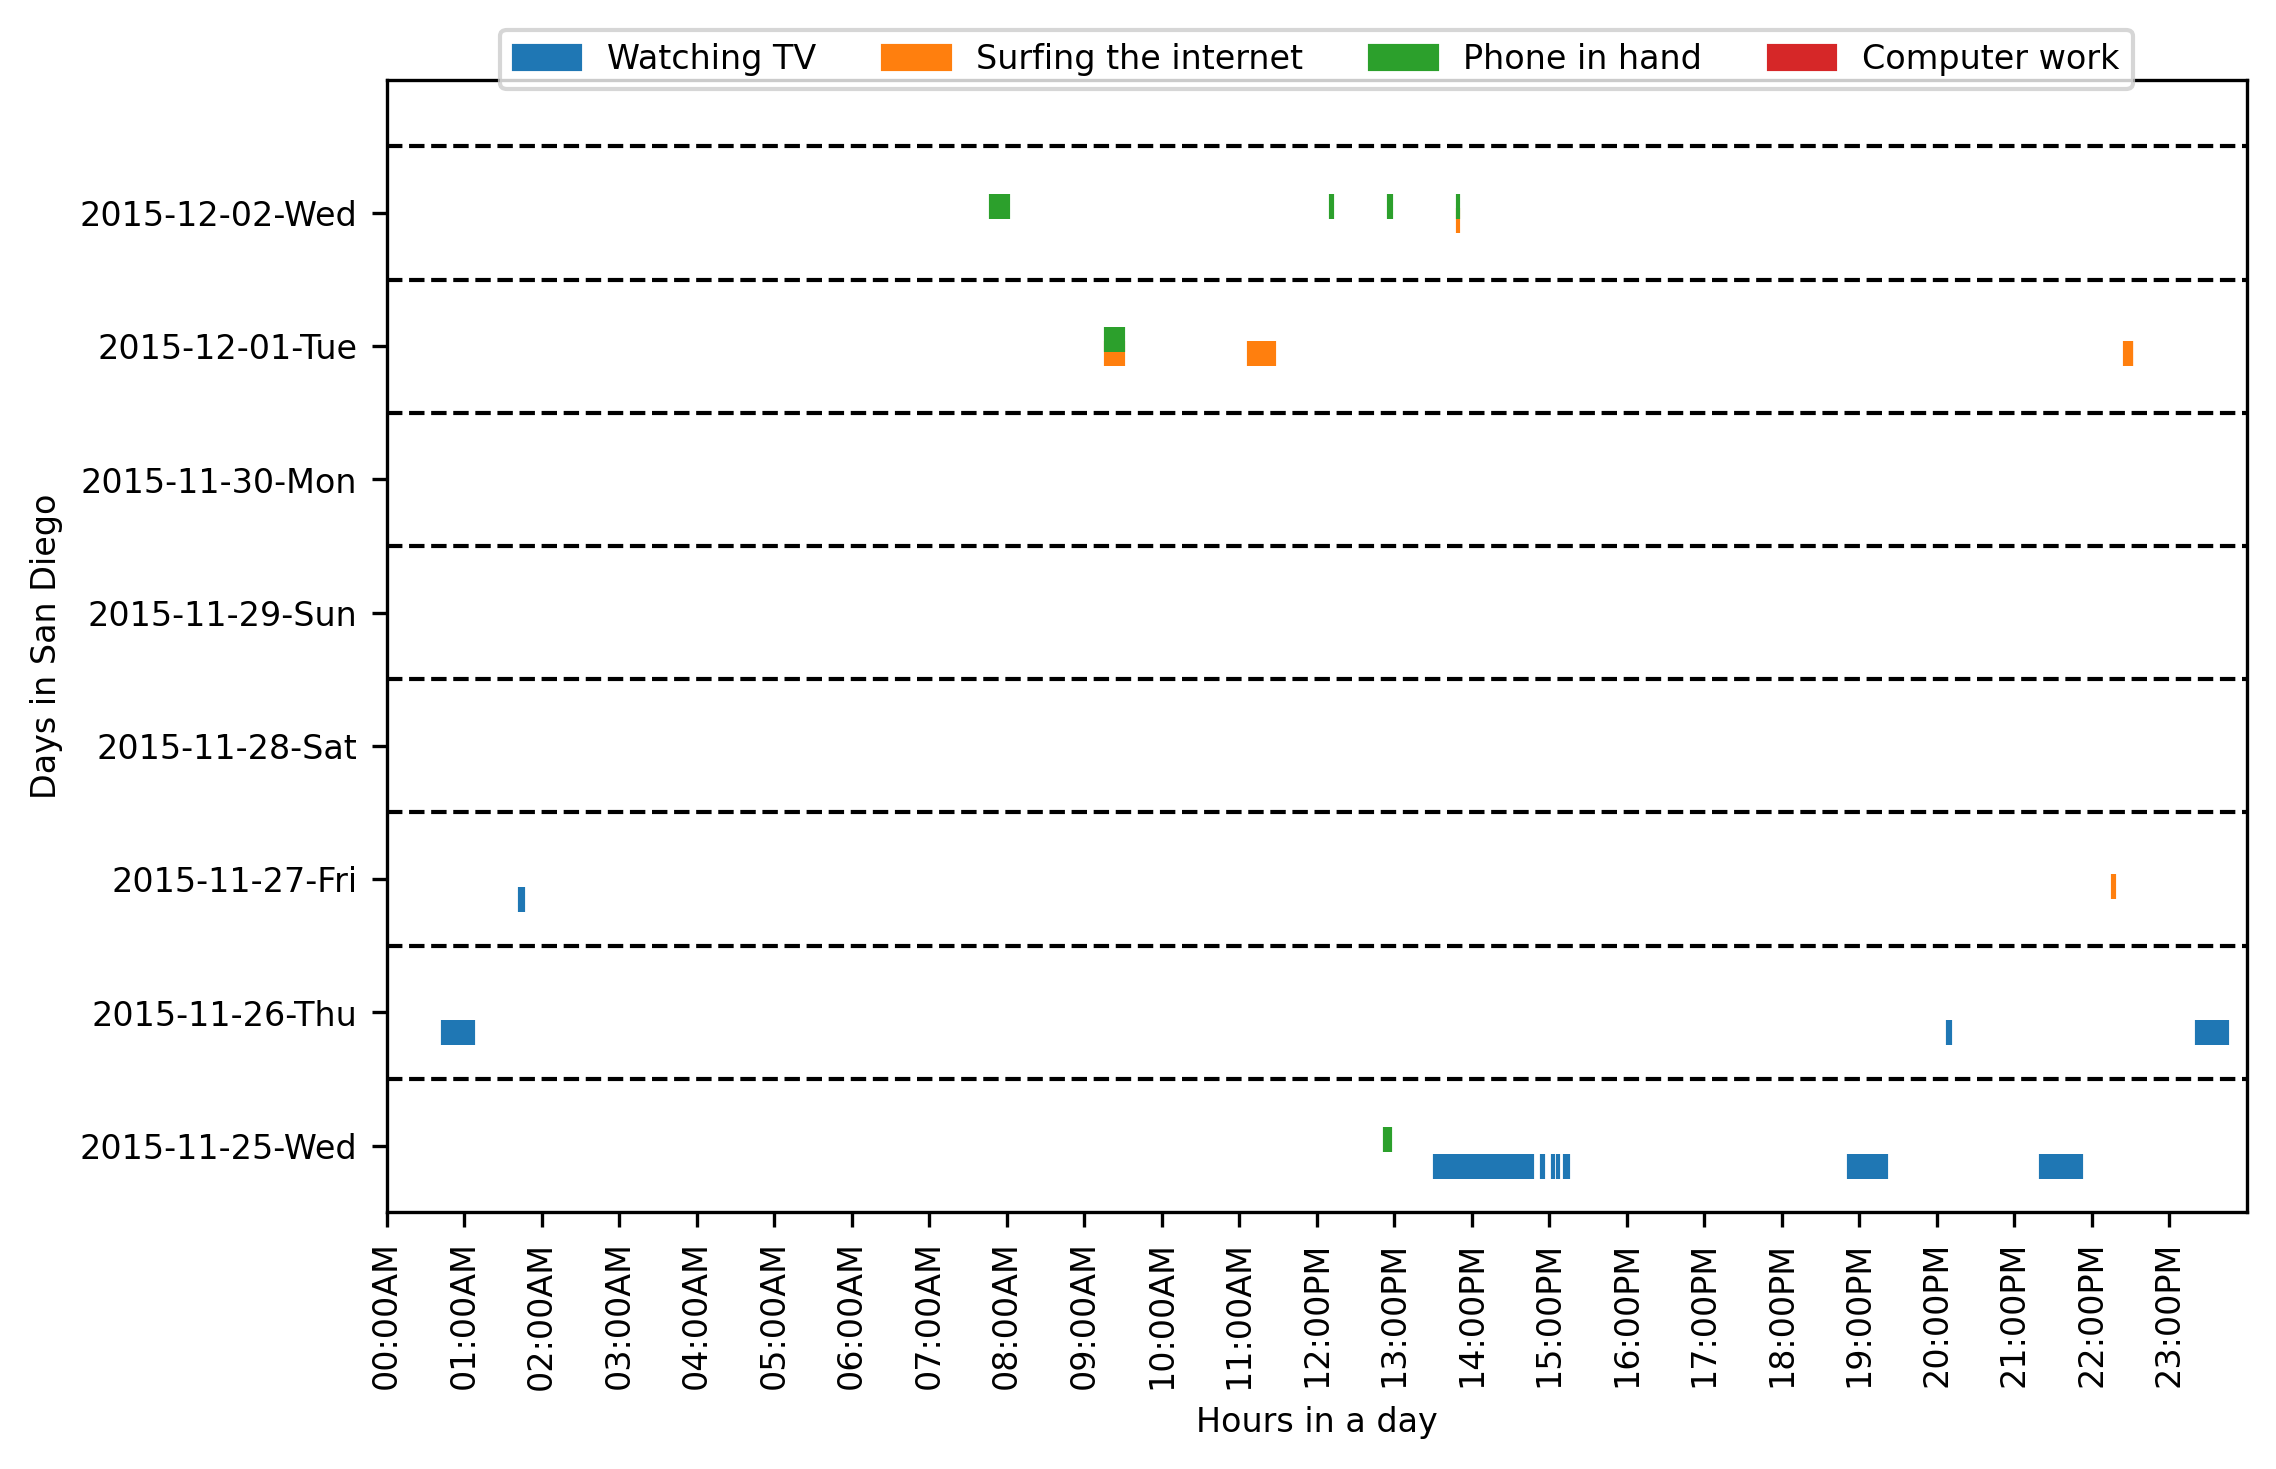 Watching TV Surfing the internet Phone in hand Computer work
Days in San Diego
2015-12-02-Wed
2015-12-01-Tue
2015-11-30-Mon
2015-11-29-Sun
2015-11-28-Sat
2015-11-27-Fri
2015-11-26-Thu
2015-11-25-Wed
00:00AM
01:00AM
02:00AM
03:00AM
04:00AM
05:00AM
06:00AM
07:00AM
08:00AM
09:00AM
10:00AM
11:00AM
12:00PM
13:00PM
14:00PM
15:00PM
16:00PM
17:00PM
18:00PM
19:00PM
20:00PM
21:00PM
22:00PM
23:00PM
Hours in a day